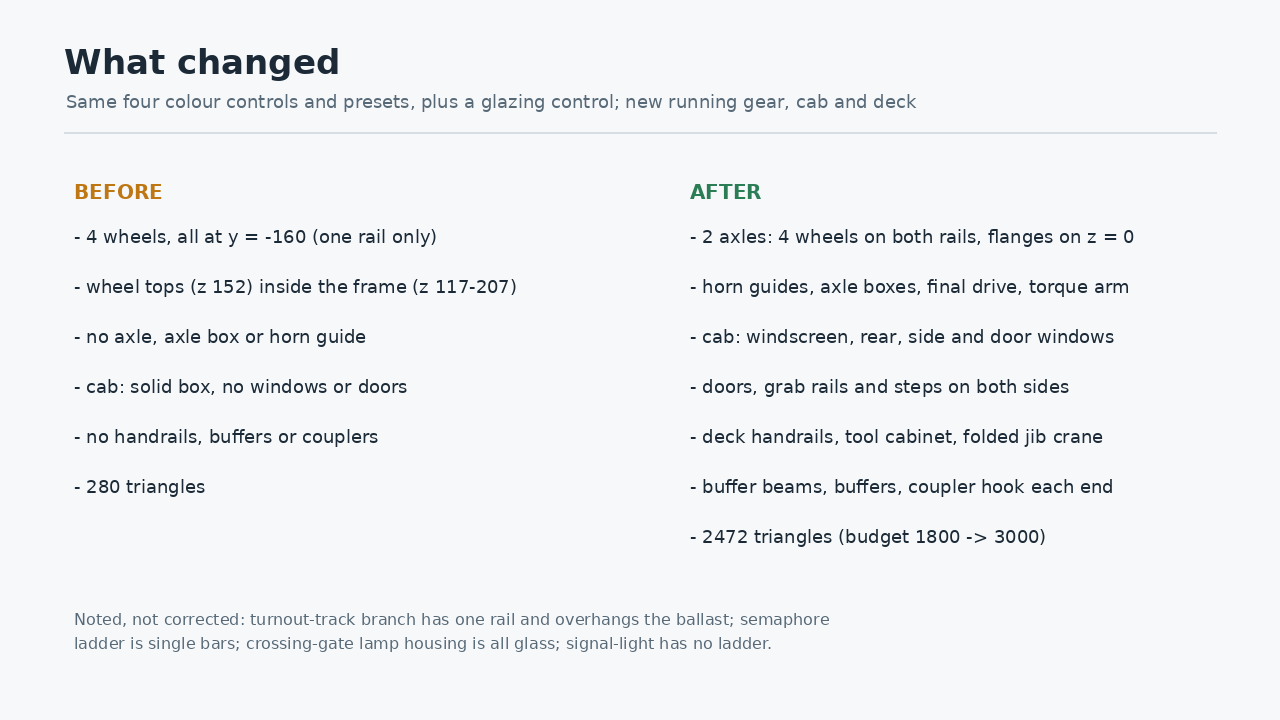 What changed
Same four colour controls and presets, plus a glazing control; new running gear, cab and deck
BEFORE
- 4 wheels, all at y = -160 (one rail only)
- wheel tops (z 152) inside the frame (z 117-207)
- no axle, axle box or horn guide
- cab: solid box, no windows or doors
- no handrails, buffers or couplers
- 280 triangles
AFTER
- 2 axles: 4 wheels on both rails, flanges on z = 0
- horn guides, axle boxes, final drive, torque arm
- cab: windscreen, rear, side and door windows
- doors, grab rails and steps on both sides
- deck handrails, tool cabinet, folded jib crane
- buffer beams, buffers, coupler hook each end
- 2472 triangles (budget 1800 -> 3000)
Noted, not corrected: turnout-track branch has one rail and overhangs the ballast; semaphore
ladder is single bars; crossing-gate lamp housing is all glass; signal-light has no ladder.